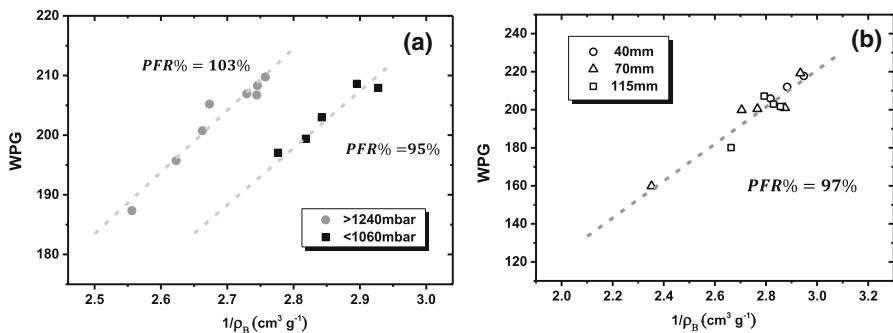 220
210
200
190
180
WPG
(a)
PFR% = 103%
PFR% =95%
>1240mbar
<1060mbar
2.5 2.6 2.7 2.8 2.9 3.0
1/ρB (cm³ g⁻¹)
240
220
200
180
160
140
120
WPG
(b)
40mm
70mm
115mm
PFR% = 97%
2.0 2.2 2.4 2.6 2.8 3.0 3.2
1/ρB (cm³ g⁻¹)